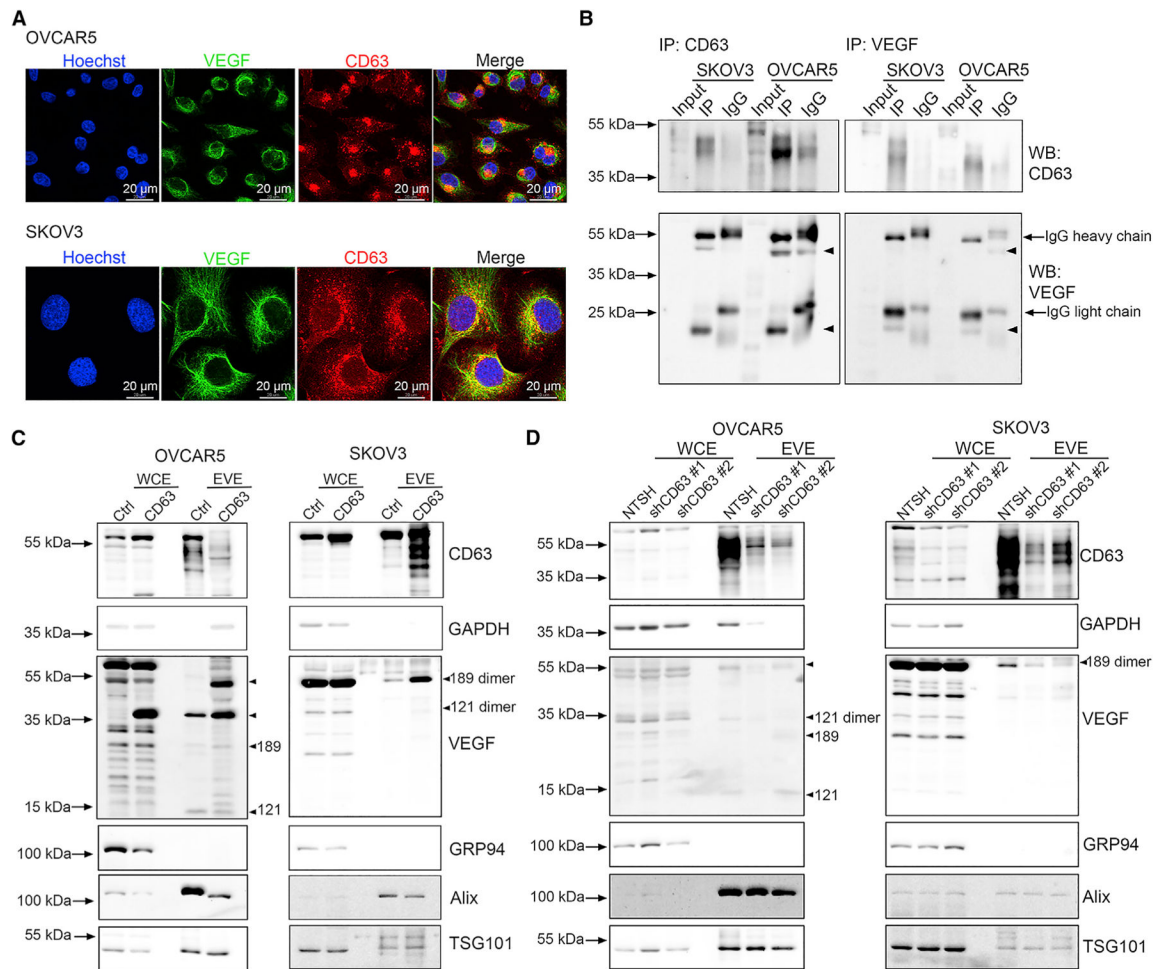 A
OVCAR5
Hoechst VEGF CD63 Merge
20 µm 20 µm 20 µm 20 µm
SKOV3
Hoechst VEGF CD63 Merge
20 µm 20 µm 20 µm 20 µm
B
IP: CD63 IP: VEGF
SKOV3 OVCAR5 SKOV3 OVCAR5
Input IP IgG Input IP IgG Input IP IgG Input IP IgG
55 kDa
35 kDa
WB: CD63
55 kDa
35 kDa
25 kDa
IgG heavy chain
WB: VEGF
IgG light chain
C
OVCAR5 SKOV3
WCE EVE WCE EVE
Ctrl CD63 Ctrl CD63 Ctrl CD63 Ctrl CD63
55 kDa CD63
35 kDa GAPDH
55 kDa
35 kDa
15 kDa
189
121
189 dimer
121 dimer
VEGF
100 kDa GRP94
100 kDa Alix
55 kDa TSG101
D
OVCAR5 SKOV3
WCE EVE WCE EVE
NTSH shCD63 #1 shCD63 #2 NTSH shCD63 #1 shCD63 #2 NTSH shCD63 #1 shCD63 #2 NTSH shCD63 #1 shCD63 #2
55 kDa
35 kDa
CD63
35 kDa GAPDH
55 kDa
35 kDa
15 kDa
121 dimer
189
121
189 dimer
VEGF
100 kDa GRP94
100 kDa Alix
55 kDa TSG101